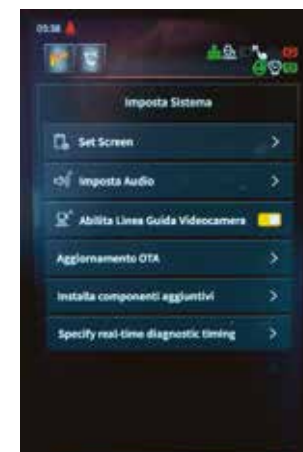 05:38
Imposta Sistema
Set Screen
Imposta Audio
Abilita Linea Guida Videocamera
Aggiornamento OTA
Installa componenti aggiuntivi
Specify real-time diagnostic timing